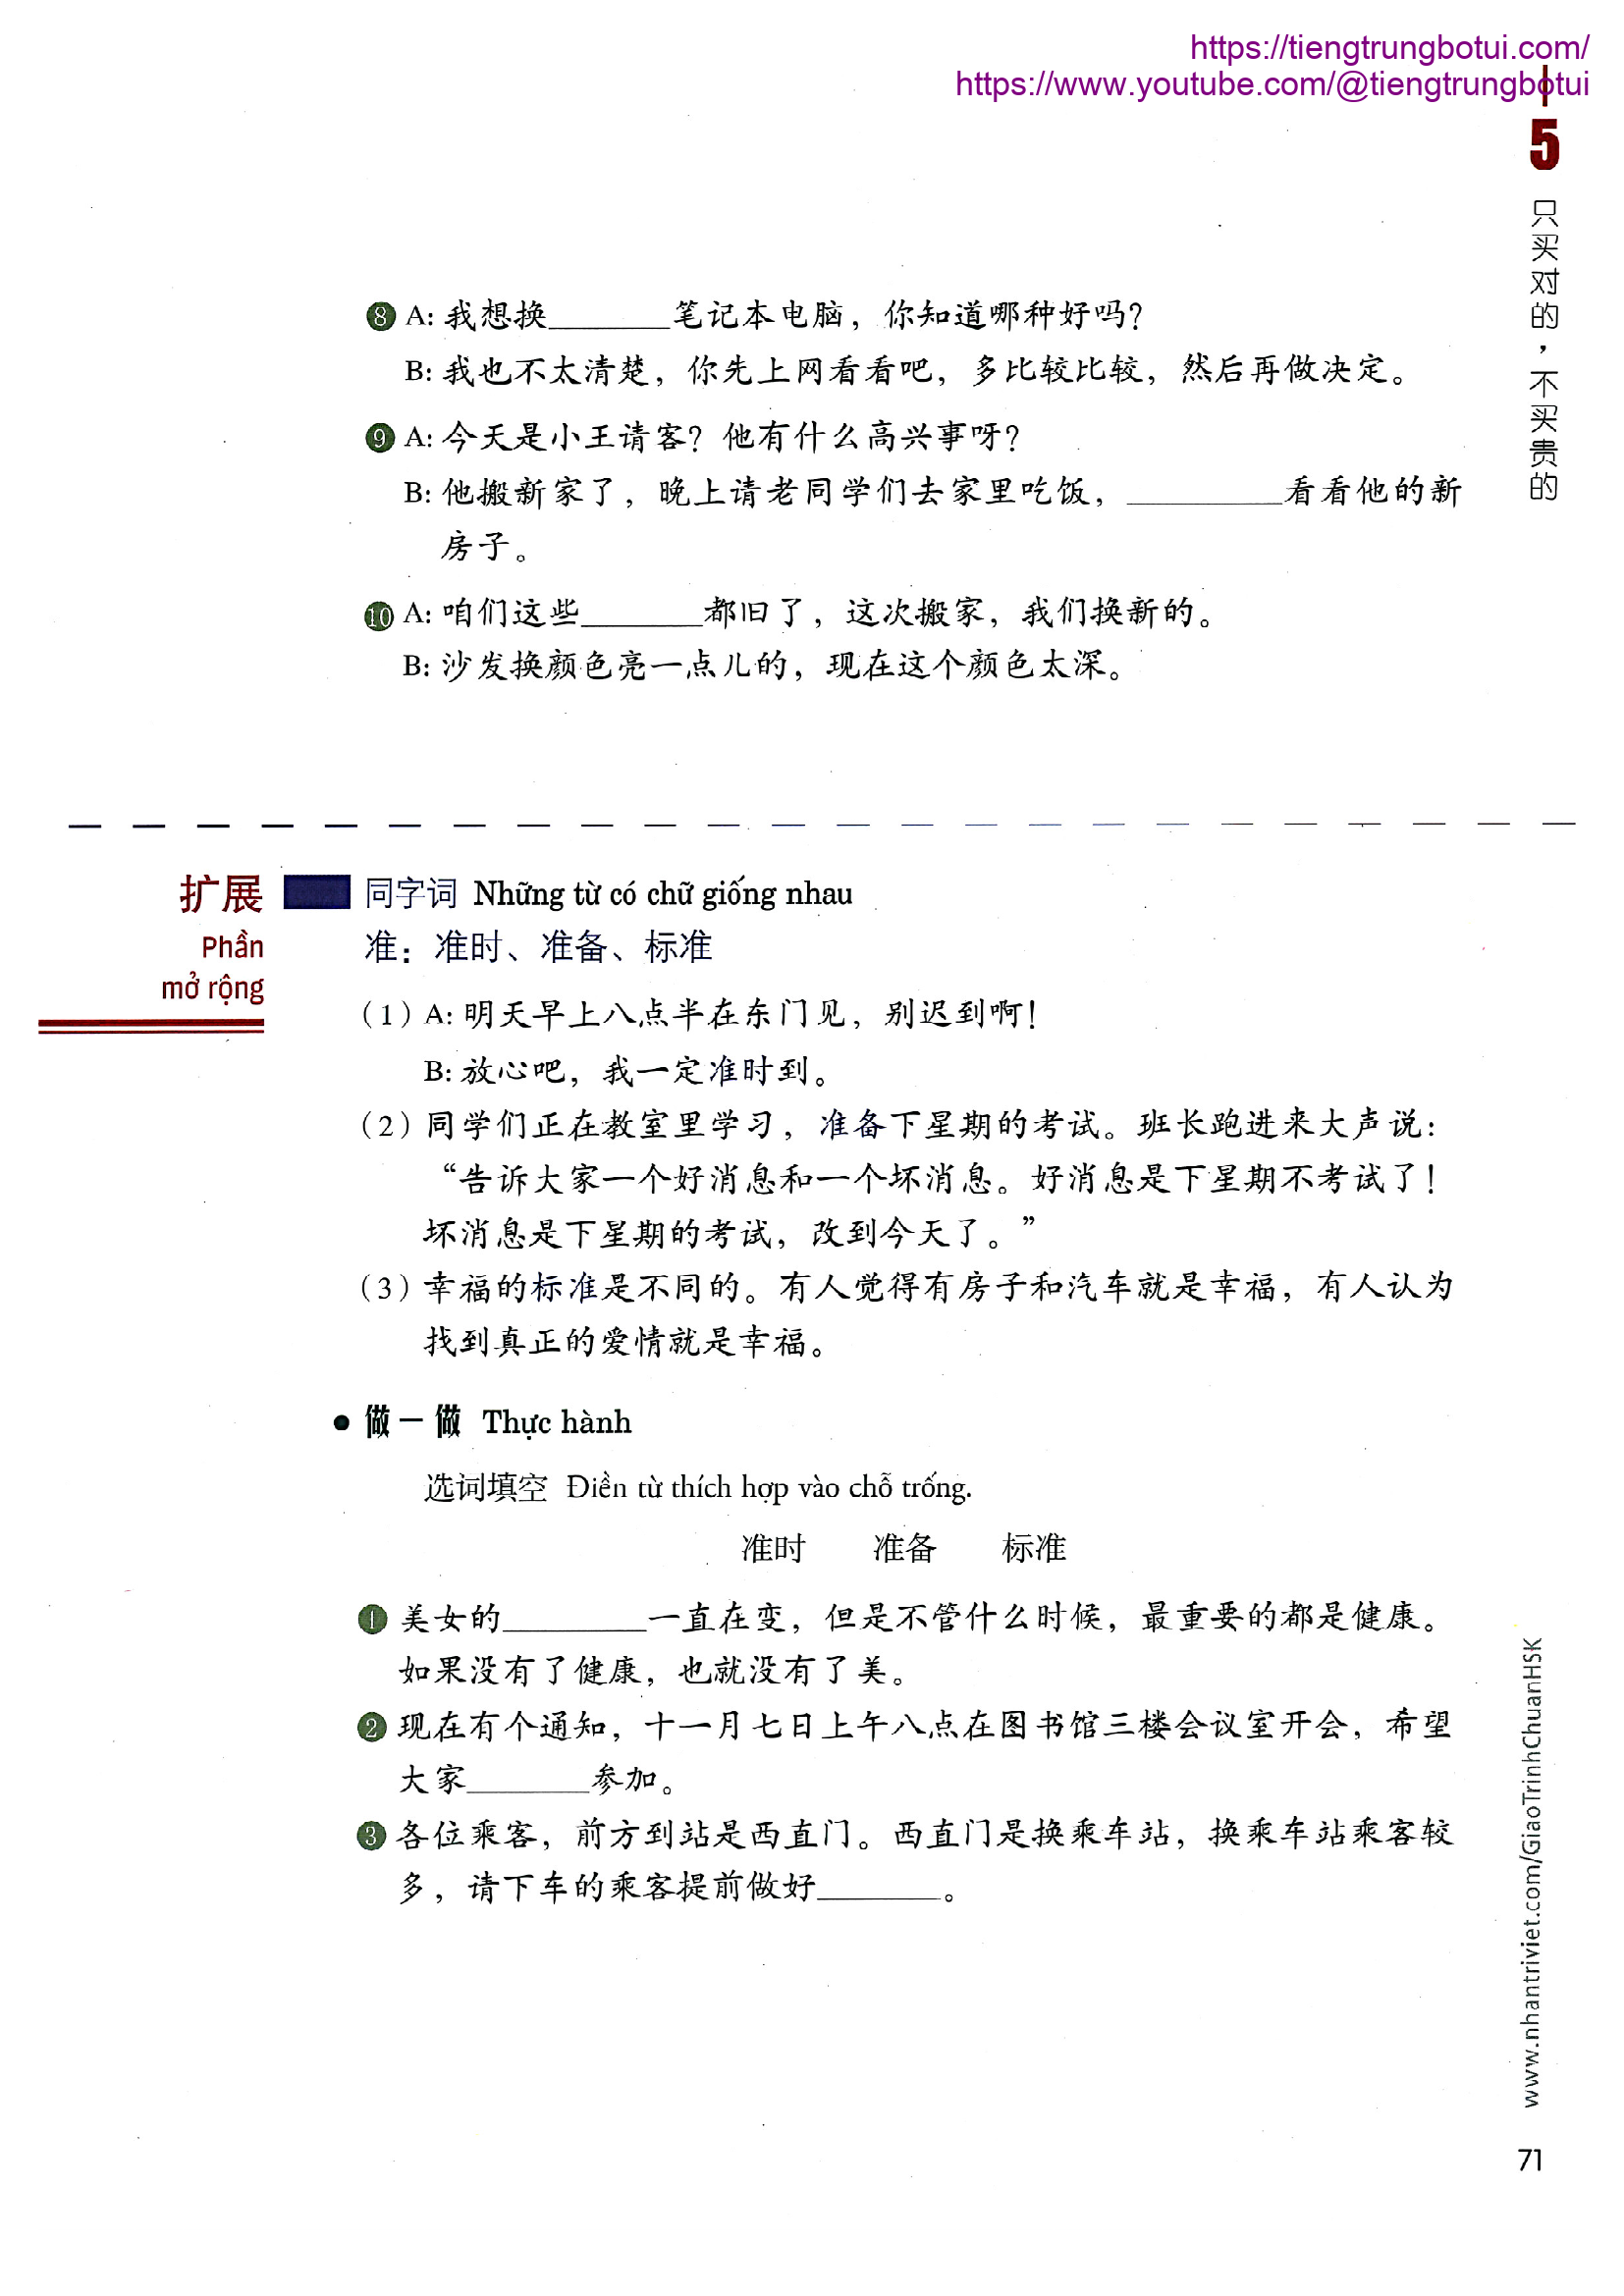 https://tiengtrungbotui.com/
https://www.youtube.com/@tiengtrungbotui
5
只买对的，不买贵的
8 A: 我想换________笔记本电脑，你知道哪种好吗？
B: 我也不太清楚，你先上网看看吧，多比较比较，然后再做决定。
9 A: 今天是小王请客？他有什么高兴事呀？
B: 他搬新家了，晚上请老同学们去家里吃饭，________看看他的新
房子。
10 A: 咱们这些________都旧了，这次搬家，我们换新的。
B: 沙发换颜色亮一点儿的，现在这个颜色太深。
扩展
Phần
mở rộng
同字词 Những từ có chữ giống nhau
准：准时、准备、标准
（1）A: 明天早上八点半在东门见，别迟到啊！
B: 放心吧，我一定准时到。
（2）同学们正在教室里学习，准备下星期的考试。班长跑进来大声说：
“告诉大家一个好消息和一个坏消息。好消息是下星期不考试了！
坏消息是下星期的考试，改到今天了。”
（3）幸福的标准是不同的。有人觉得有房子和汽车就是幸福，有人认为
找到真正的爱情就是幸福。
● 做一做 Thực hành
选词填空 Điền từ thích hợp vào chỗ trống.
准时 准备 标准
1 美女的________一直在变，但是不管什么时候，最重要的都是健康。
如果没有了健康，也就没有了美。
2 现在有个通知，十一月七日上午八点在图书馆三楼会议室开会，希望
大家________参加。
3 各位乘客，前方到站是西直门。西直门是换乘车站，换乘车站乘客较
多，请下车的乘客提前做好________。
www.nhantriviet.com/GiaoTrinhChuanHSK
71